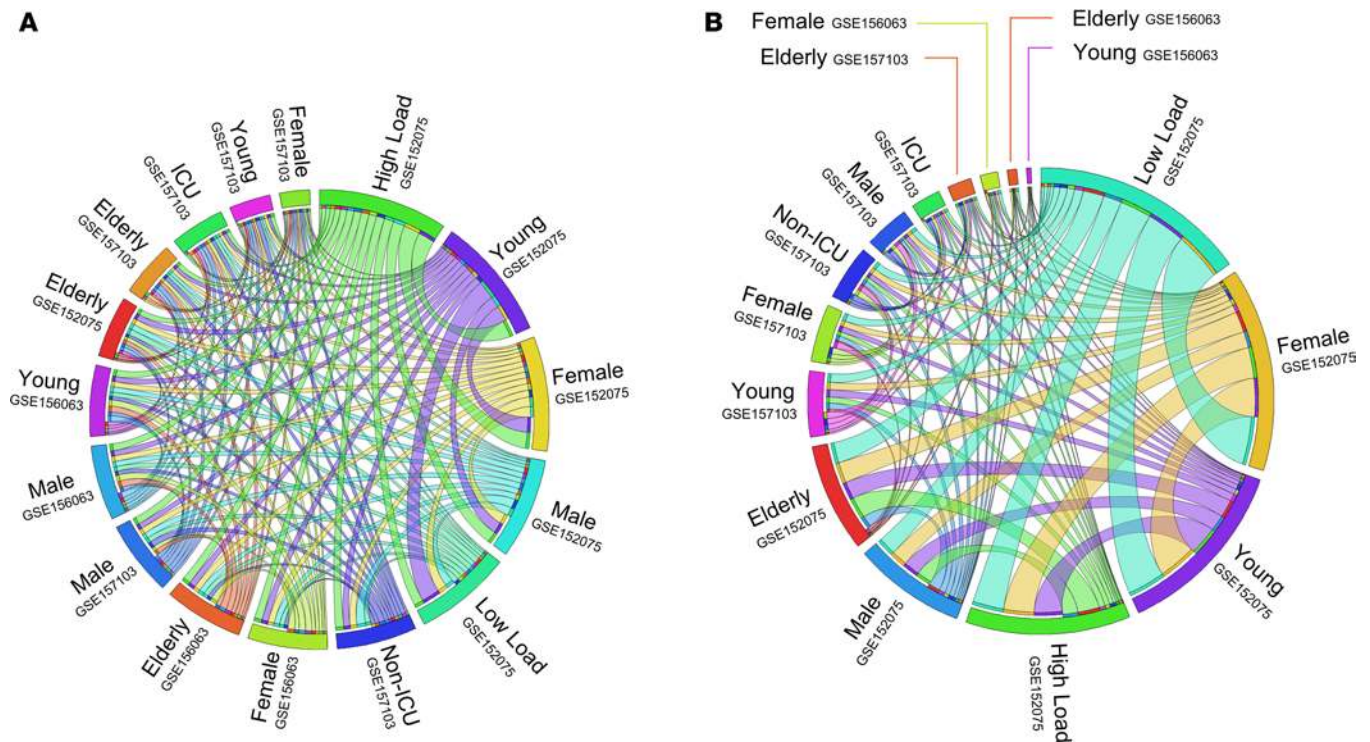 A
High Load
GSE152075
Young
GSE152075
Female
GSE152075
Male
GSE152075
Low Load
GSE152075
Non-ICU
GSE157103
Female
GSE156063
Elderly
GSE156063
Male
GSE157103
Male
GSE156063
Young
GSE156063
Elderly
GSE152075
Elderly
GSE157103
ICU
GSE157103
Young
GSE157103
Female
GSE157103
B
Female GSE156063
Elderly GSE157103
Elderly GSE156063
Young GSE156063
Low Load
GSE152075
Female
GSE152075
Young
GSE152075
High Load
GSE152075
Male
GSE152075
Elderly
GSE152075
Young
GSE157103
Female
GSE157103
Non-ICU
GSE157103
Male
GSE157103
ICU
GSE157103